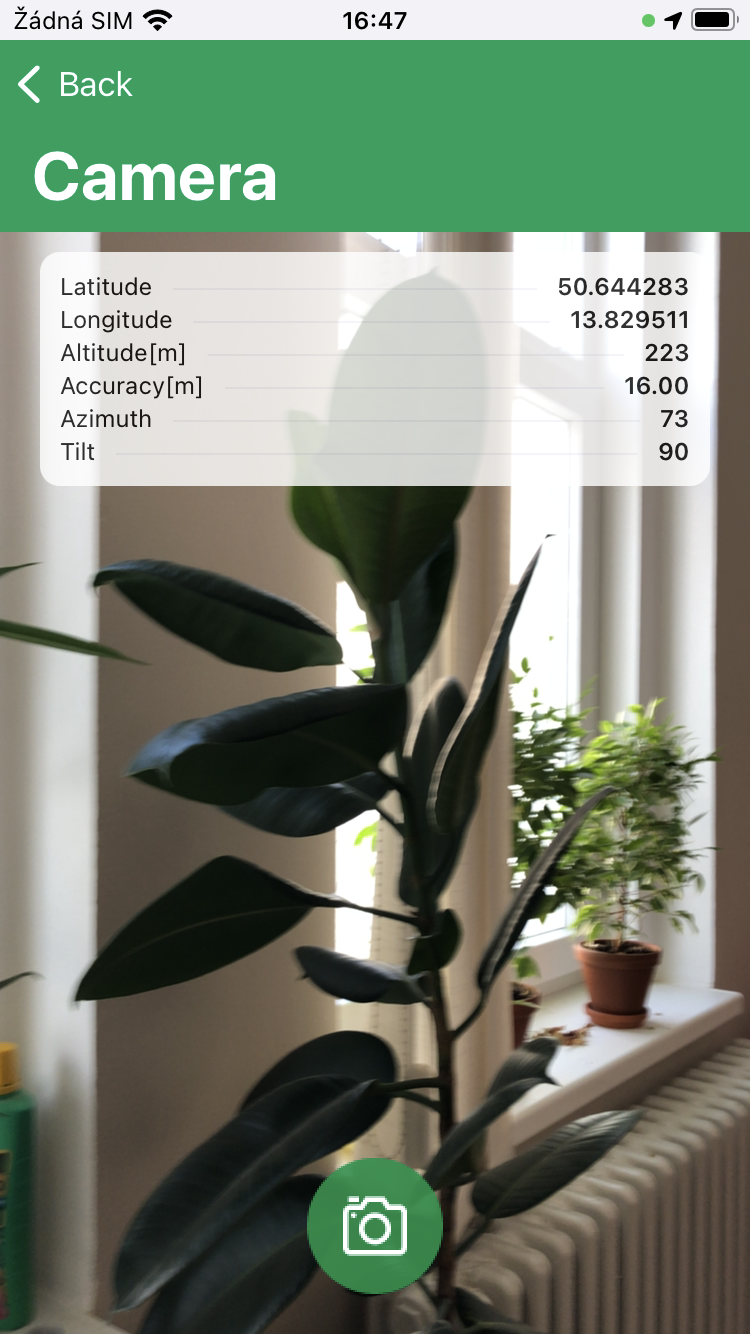 Žádná SIM 16:47
Back
Camera
Latitude 50.644283
Longitude 13.829511
Altitude[m] 223
Accuracy[m] 16.00
Azimuth 73
Tilt 90